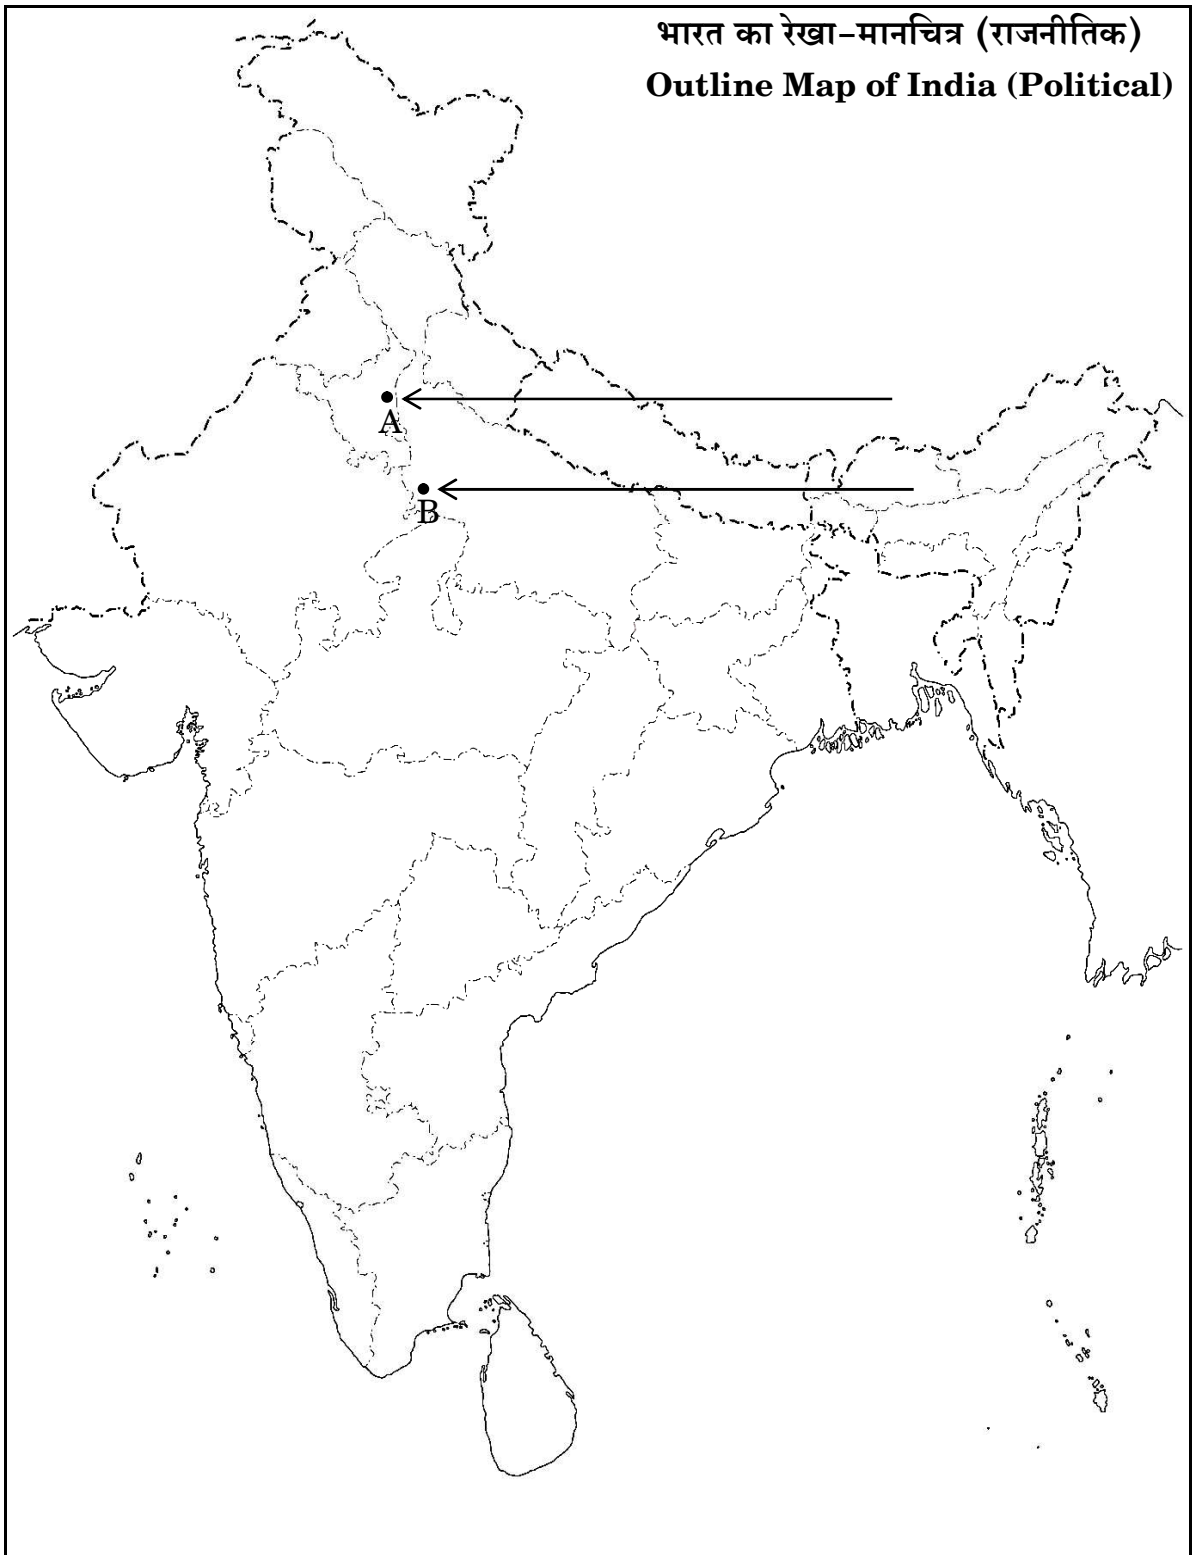 भारत का रेखा-मानचित्र (राजनीतिक)
Outline Map of India (Political)
A
B